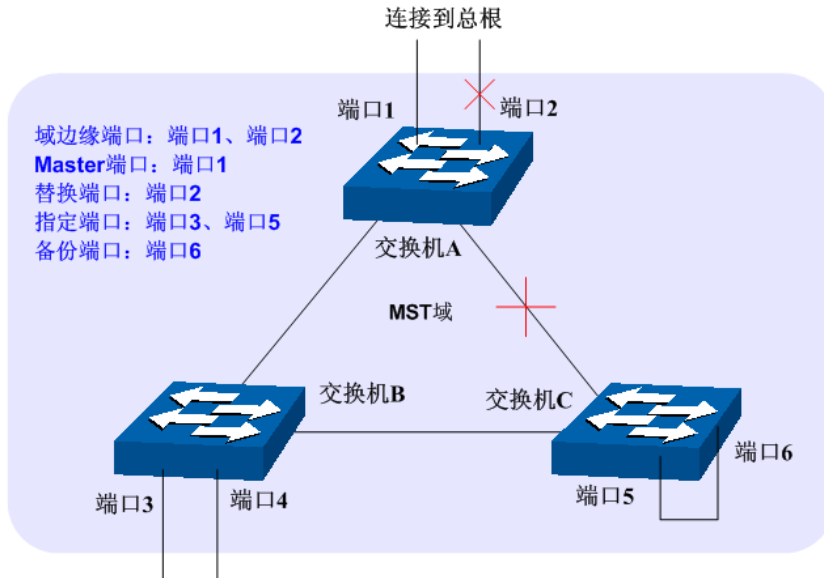 连接到总根
端口1
端口2
域边缘端口：端口1、端口2
Master端口：端口1
替换端口：端口2
指定端口：端口3、端口5
备份端口：端口6
交换机A
MST域
交换机B
交换机C
端口3
端口4
端口5
端口6